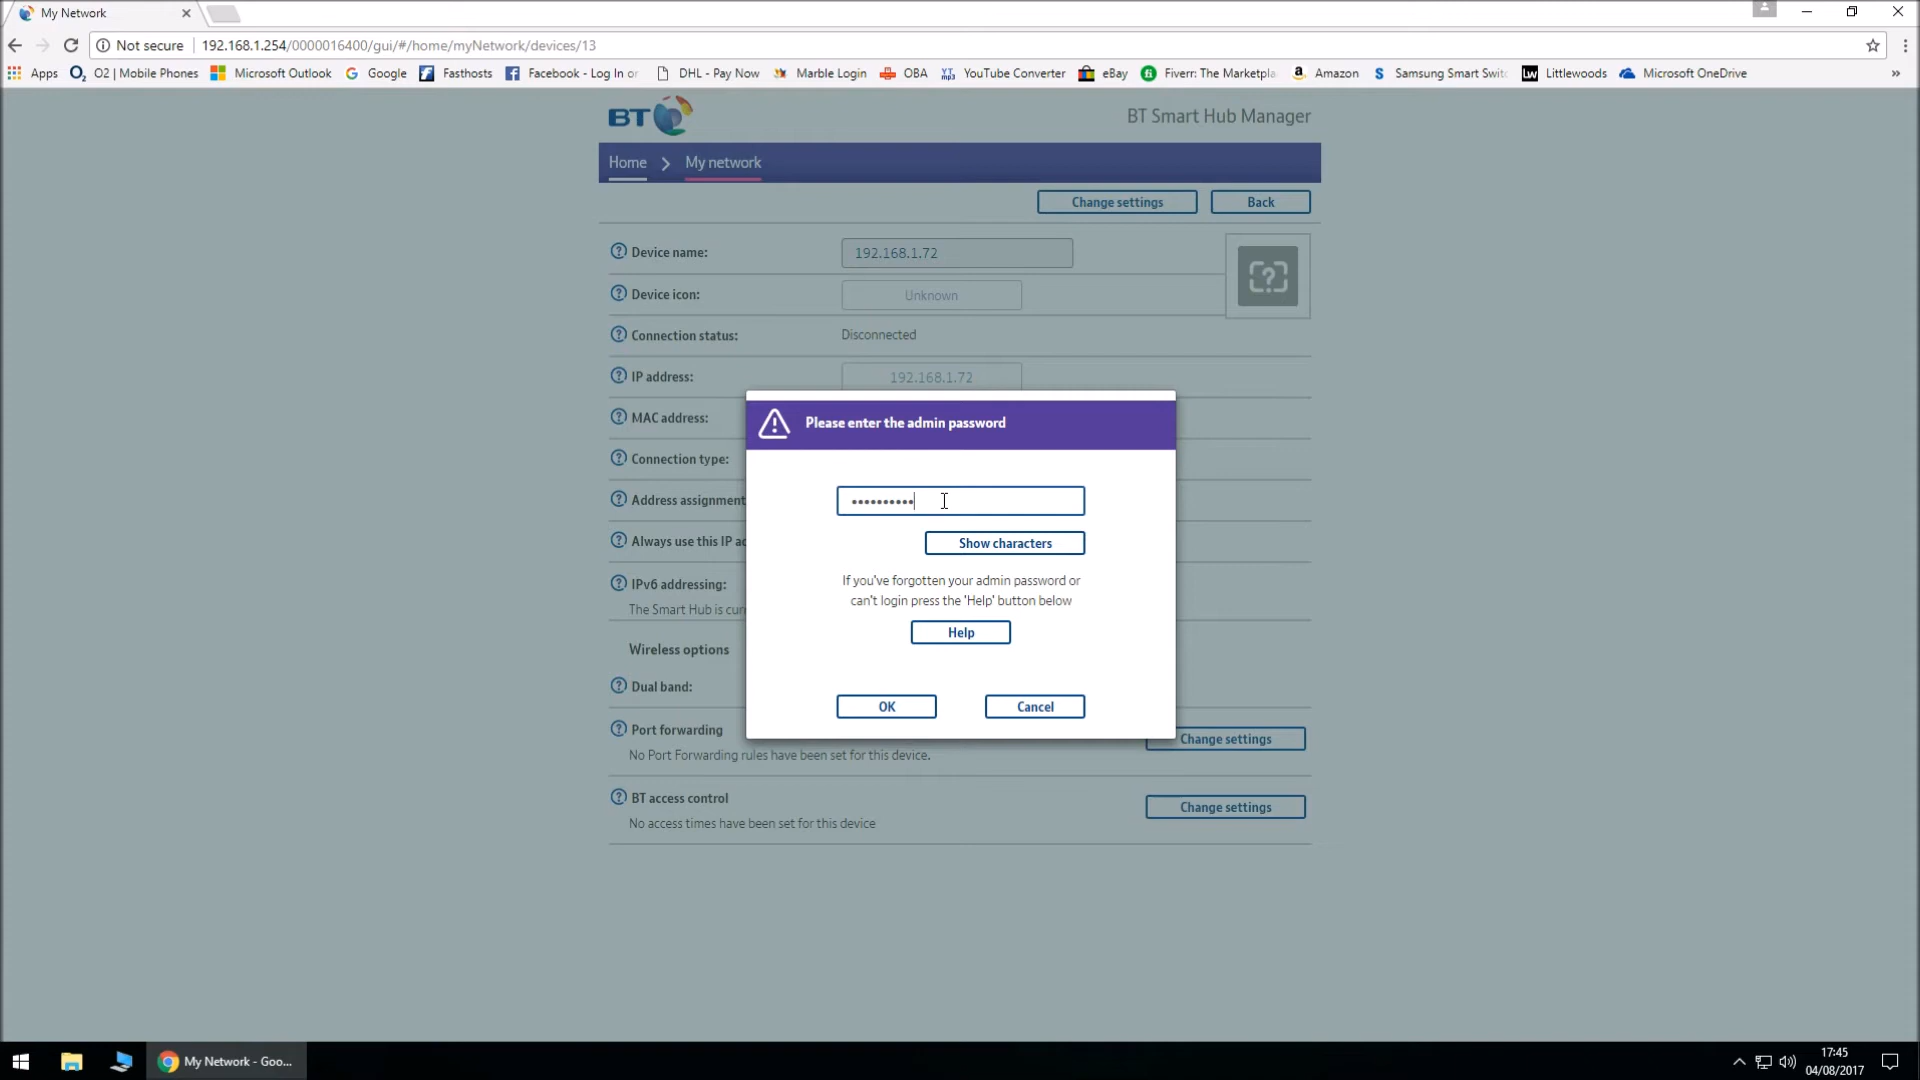 My Network
Not secure 192.168.1.254/0000016400/gui/#/home/myNetwork/devices/13
Apps O2 | Mobile Phones Microsoft Outlook Google Fasthosts Facebook - Log In or DHL - Pay Now Marble Login OBA YouTube Converter eBay Fiverr: The Marketpla Amazon Samsung Smart Swit Littlewoods Microsoft OneDrive »
BT BT Smart Hub Manager
Home My network
Change settings Back
Device name: 192.168.1.72
Device icon: Unknown
Connection status: Disconnected
IP address: 192.168.1.72
MAC address:
Please enter the admin password
Connection type:
••••••••••
Address assignment
Always use this IP ad
Show characters
If you've forgotten your admin password or
can't login press the 'Help' button below
Help
IPv6 addressing:
The Smart Hub is curr
Wireless options
Dual band:
OK Cancel
Port forwarding Change settings
No Port Forwarding rules have been set for this device.
BT access control Change settings
No access times have been set for this device
My Network - Goo...
17:45
04/08/2017